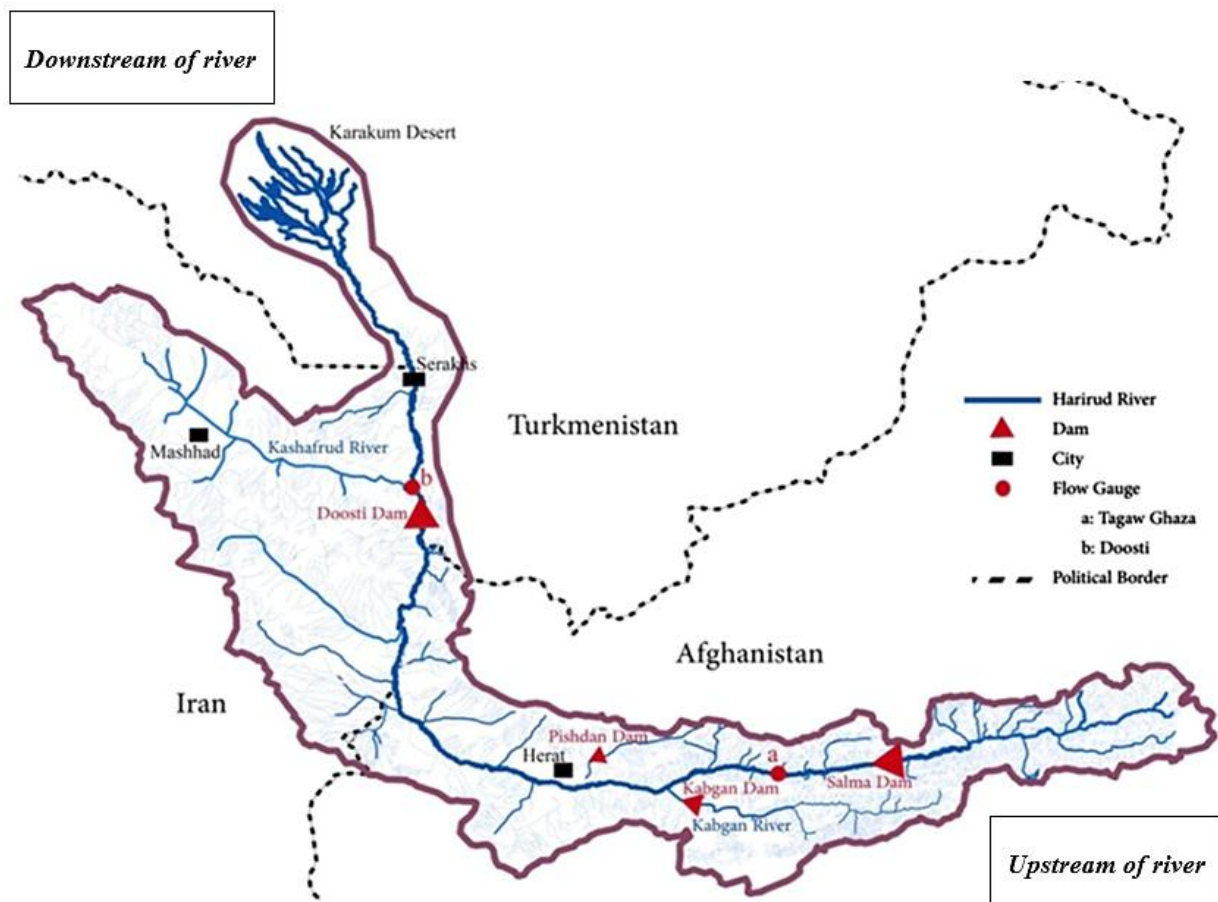 Downstream of river
Karakum Desert
Serakhs
Turkmenistan
Mashhad
Kashafrud River
b
Doosti Dam
Harirud River
Dam
City
Flow Gauge
a: Tagaw Ghaza
b: Doosti
Political Border
Afghanistan
Iran
Pishdan Dam
Herat
a
Kabgan Dam
Salma Dam
Kabgan River
Upstream of river